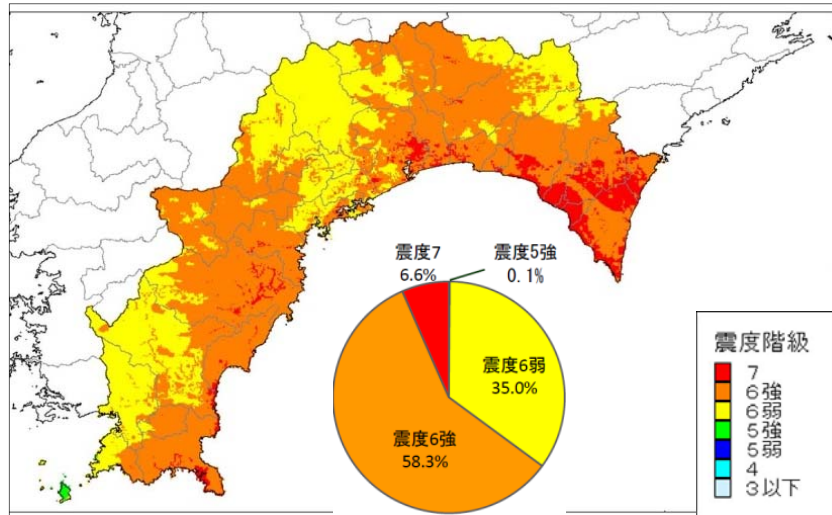 震度7
6.6%
震度5強
0.1%
震度6弱
35.0%
震度6強
58.3%
震度階級
7
6強
6弱
5強
5弱
4
3以下